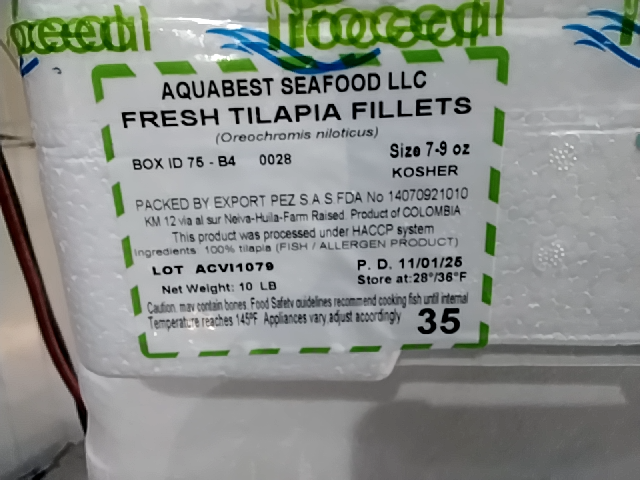 AQUABEST SEAFOOD LLC
FRESH TILAPIA FILLETS
(Oreochromis niloticus)
BOX ID 75 - B4 0028
Size 7-9 oz
KOSHER
PACKED BY EXPORT PEZ S A S FDA No 14070921010
KM 12 via al sur Neiva-Huila-Farm Raised. Product of COLOMBIA
This product was processed under HACCP system
Ingredients 100% tilapia (FISH / ALLERGEN PRODUCT)
LOT ACVI1079
P. D. 11/01/25
Net Weight: 10 LB
Store at:28°/36°F
Caution, may contain bones. Food Safety guidelines recommend cooking fish until internal
Temperature reaches 145ºF Appliances vary adjust acoordingly
35